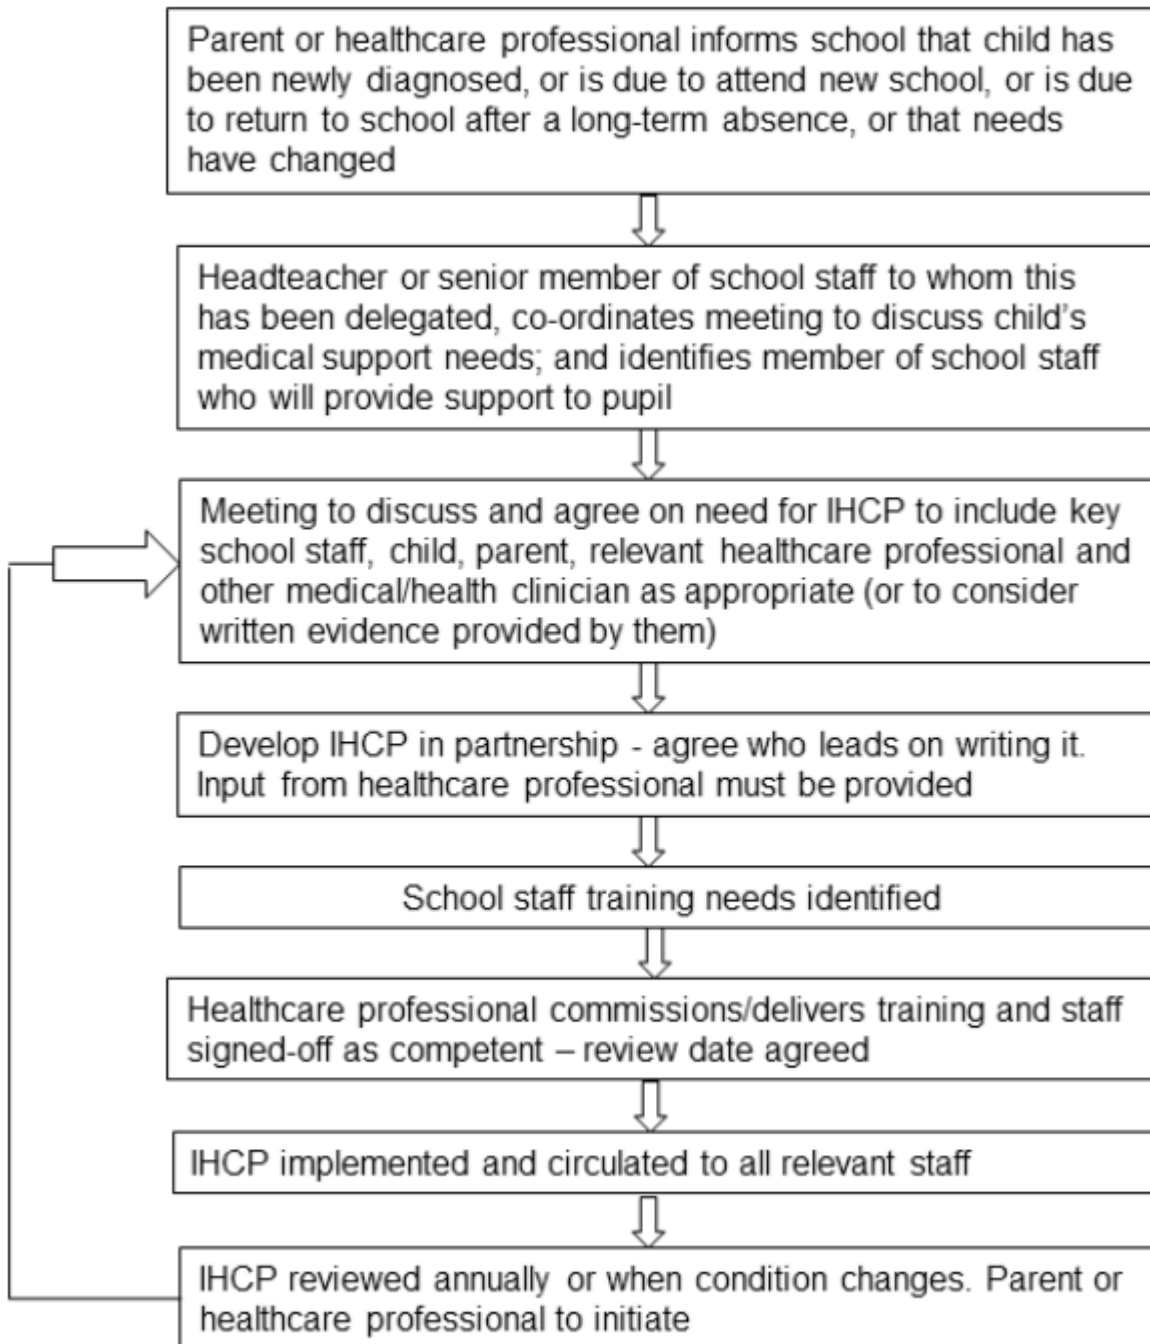 Parent or healthcare professional informs school that child has
been newly diagnosed, or is due to attend new school, or is due
to return to school after a long-term absence, or that needs
have changed
Headteacher or senior member of school staff to whom this
has been delegated, co-ordinates meeting to discuss child's
medical support needs; and identifies member of school staff
who will provide support to pupil
Meeting to discuss and agree on need for IHCP to include key
school staff, child, parent, relevant healthcare professional and
other medical/health clinician as appropriate (or to consider
written evidence provided by them)
Develop IHCP in partnership - agree who leads on writing it.
Input from healthcare professional must be provided
School staff training needs identified
Healthcare professional commissions/delivers training and staff
signed-off as competent – review date agreed
IHCP implemented and circulated to all relevant staff
IHCP reviewed annually or when condition changes. Parent or
healthcare professional to initiate